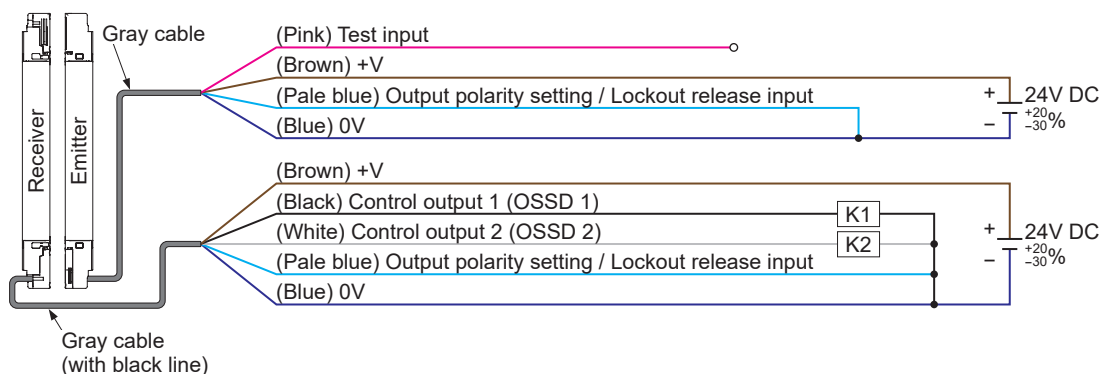 Gray cable
Receiver
Emitter
(Pink) Test input
(Brown) +V
(Pale blue) Output polarity setting / Lockout release input
(Blue) 0V
+
−
24V DC
+20
−30%
(Brown) +V
(Black) Control output 1 (OSSD 1)
K1
(White) Control output 2 (OSSD 2)
K2
(Pale blue) Output polarity setting / Lockout release input
(Blue) 0V
+
−
24V DC
+20
−30%
Gray cable
(with black line)